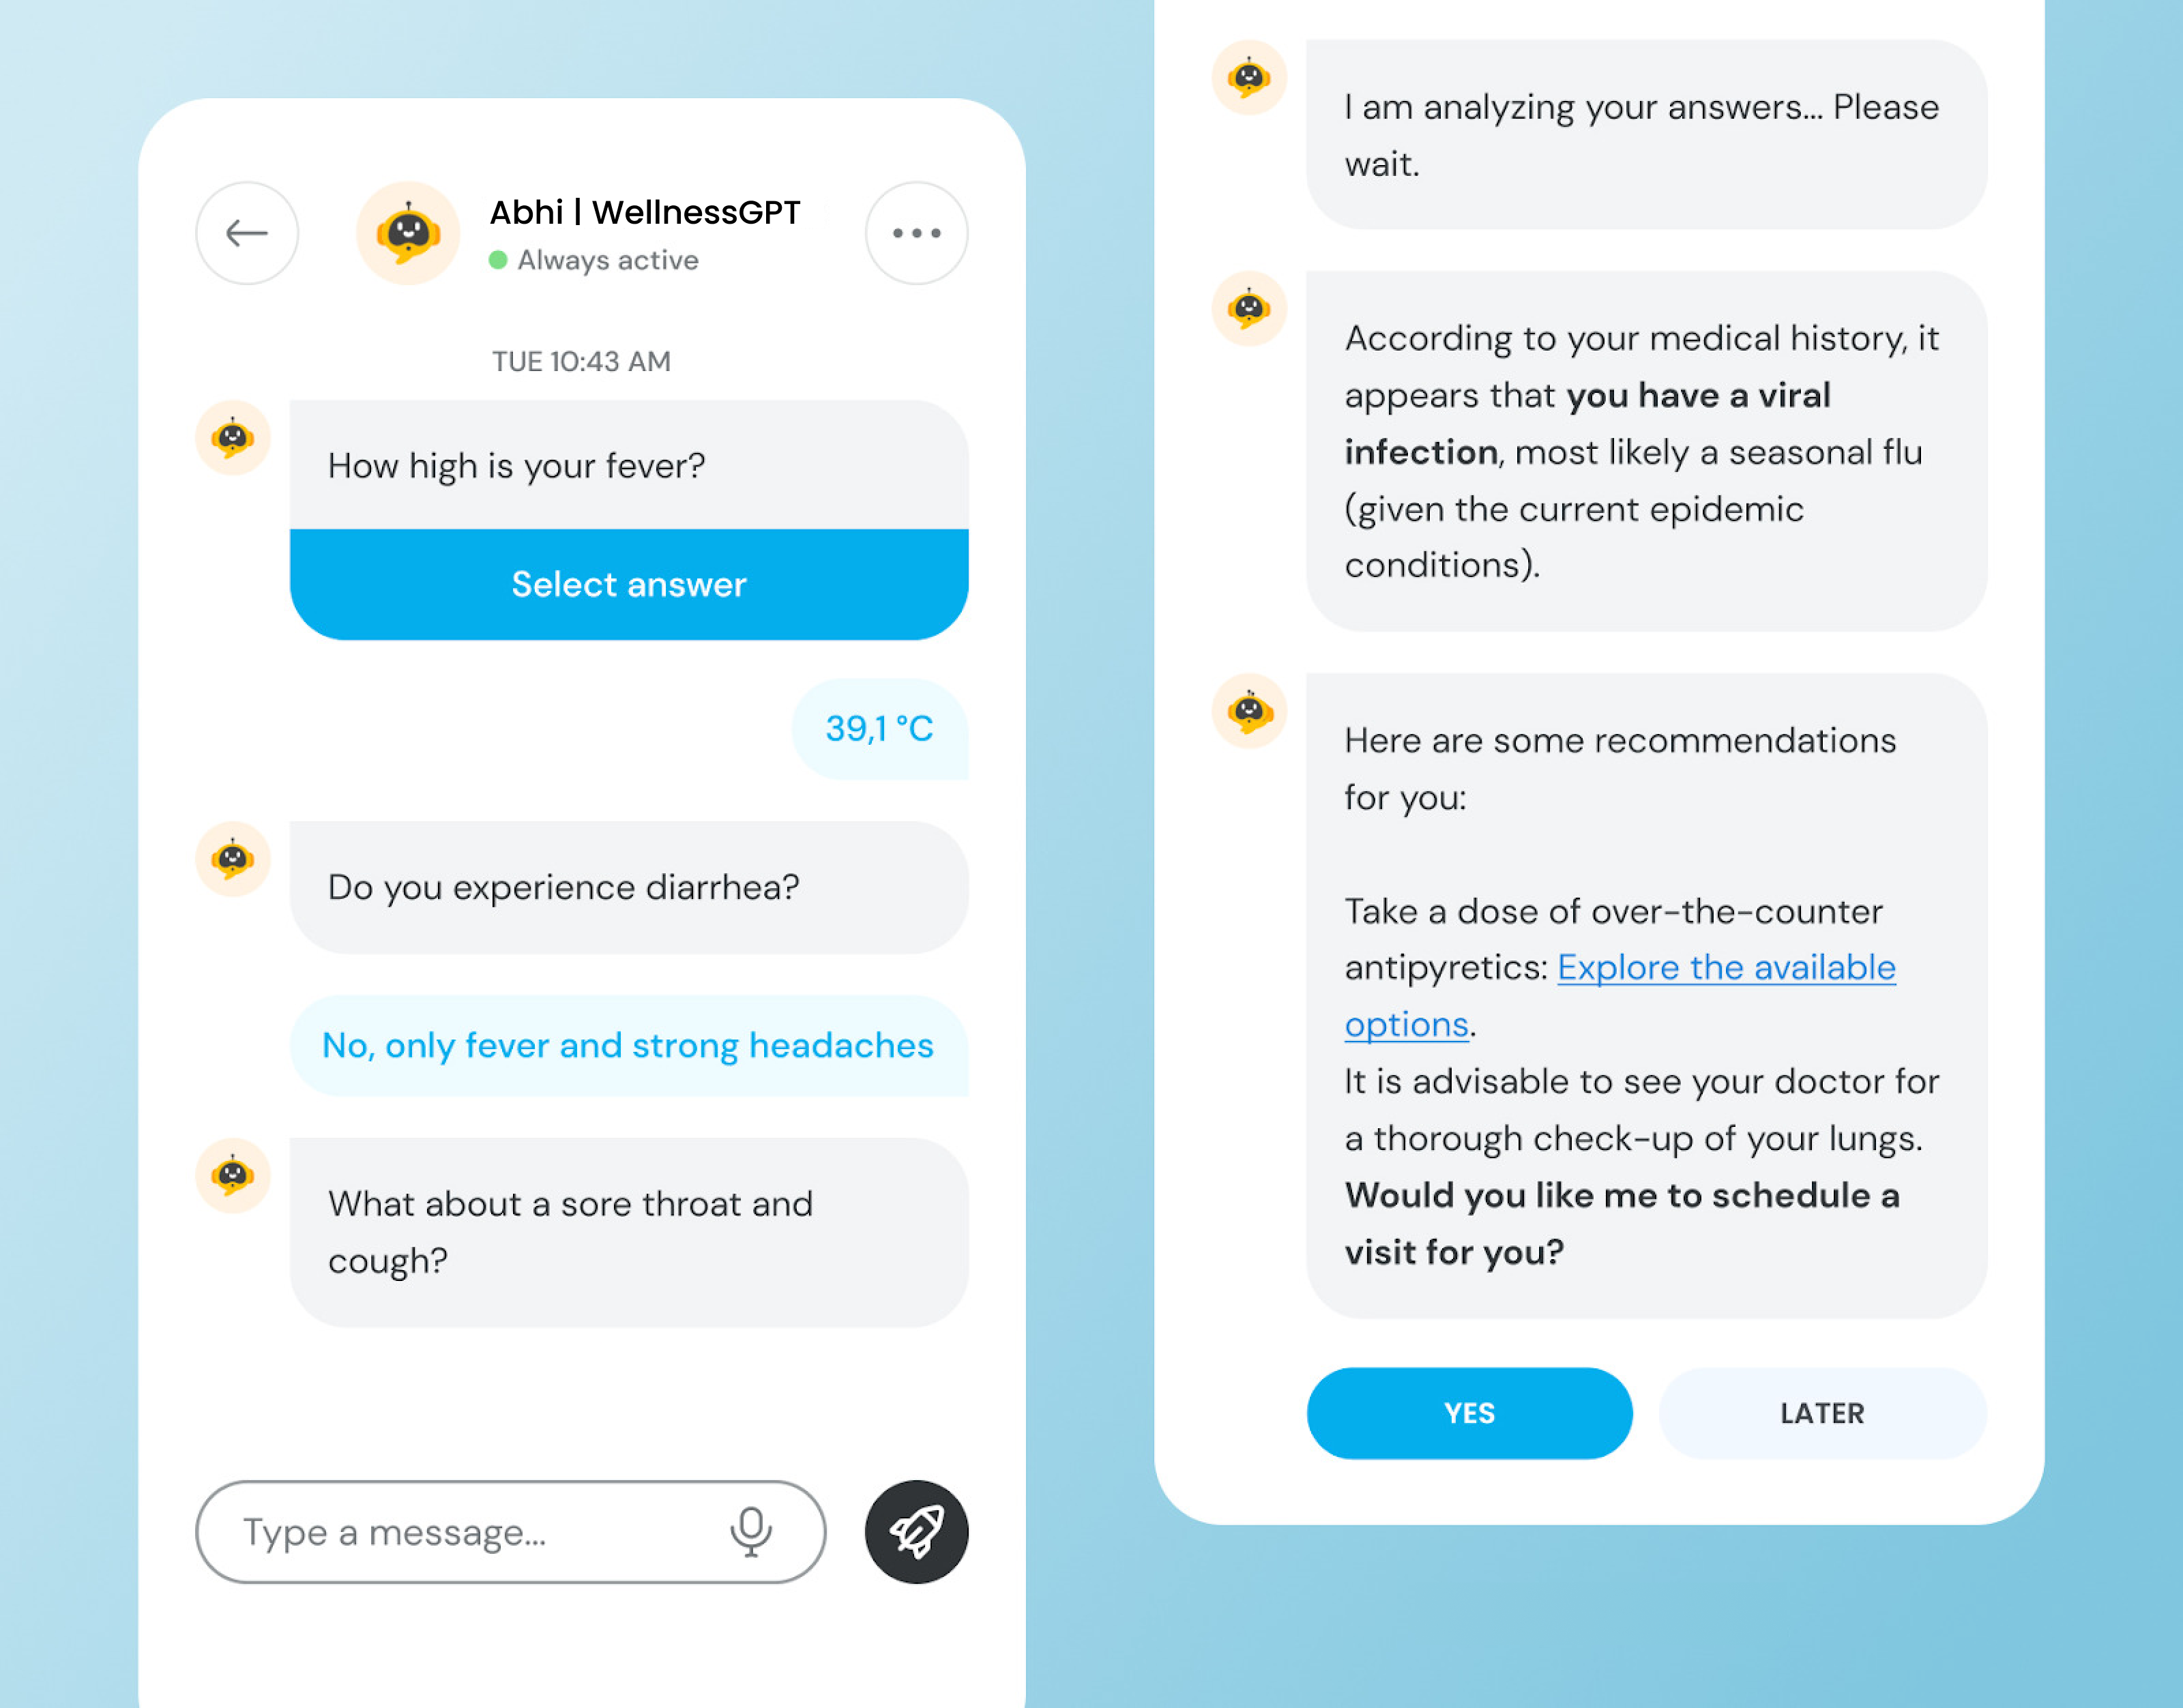 Abhi | WellnessGPT
Always active
TUE 10:43 AM
How high is your fever?
Select answer
39,1 °C
Do you experience diarrhea?
No, only fever and strong headaches
What about a sore throat and
cough?
Type a message...
I am analyzing your answers... Please
wait.
According to your medical history, it
appears that you have a viral
infection, most likely a seasonal flu
(given the current epidemic
conditions).
Here are some recommendations
for you:
Take a dose of over-the-counter
antipyretics: Explore the available
options.
It is advisable to see your doctor for
a thorough check-up of your lungs.
Would you like me to schedule a
visit for you?
YES
LATER